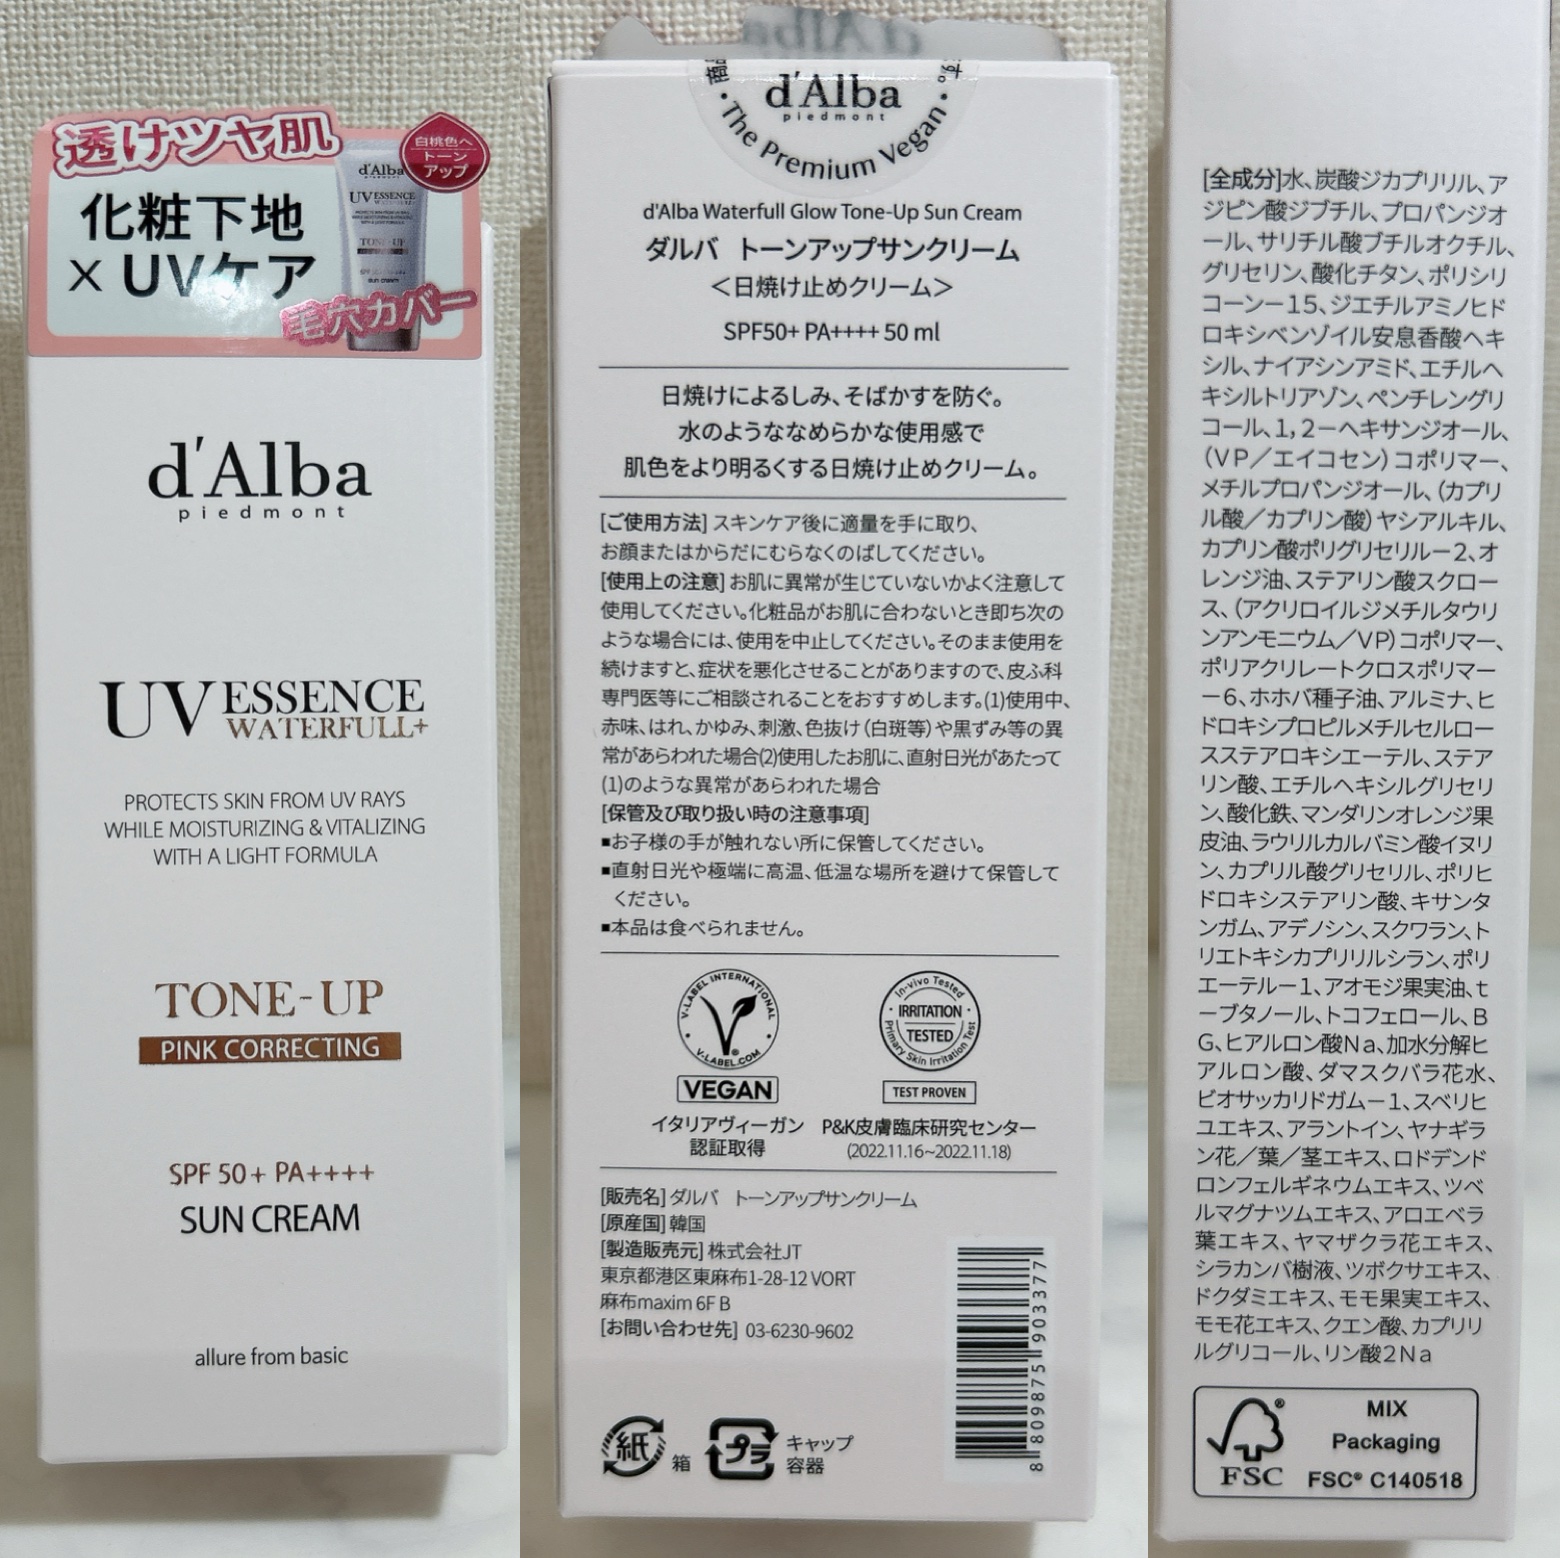 透けツヤ肌
白桃色へ
トーン
アップ
化粧下地
×UVケア
毛穴カバー
d'Alba
piedmont
UV ESSENCE
TONE-UP
sun cream
d'Alba
piedmont
UV ESSENCE
WATERFULL+
PROTECTS SKIN FROM UV RAYS
WHILE MOISTURIZING & VITALIZING
WITH A LIGHT FORMULA
TONE-UP
PINK CORRECTING
SPF 50+ PA++++
SUN CREAM
allure from basic
d'Alba
商
す。
d'Alba
piedmont
・The Premium Vegan・
d'Alba Waterfull Glow Tone-Up Sun Cream
ダルバ　トーンアップサンクリーム
＜日焼け止めクリーム＞
SPF50+ PA++++ 50 ml
日焼けによるしみ、そばかすを防ぐ。
水のようななめらかな使用感で
肌色をより明るくする日焼け止めクリーム。
[ご使用方法] スキンケア後に適量を手に取り、
お顔またはからだにむらなくのばしてください。
[使用上の注意] お肌に異常が生じていないかよく注意して
使用してください。化粧品がお肌に合わないとき即ち次の
ような場合には、使用を中止してください。そのまま使用を
続けますと、症状を悪化させることがありますので、皮ふ科
専門医等にご相談されることをおすすめします。(1)使用中、
赤味、はれ、かゆみ、刺激、色抜け（白斑等）や黒ずみ等の異
常があらわれた場合(2)使用したお肌に、直射日光があたって
(1)のような異常があらわれた場合
[保管及び取り扱い時の注意事項]
■お子様の手が触れない所に保管してください。
■直射日光や極端に高温、低温な場所を避けて保管して
ください。
■本品は食べられません。
V-LABEL INTERNATIONAL
・V-LABEL.COM・
VEGAN
イタリアヴィーガン
認証取得
In-vivo Tested
IRRITATION
TESTED
Primary Skin Irritation Test
TEST PROVEN
P&K皮膚臨床研究センター
(2022.11.16~2022.11.18)
[販売名] ダルバ　トーンアップサンクリーム
[原産国] 韓国
[製造販売元] 株式会社JT
東京都港区東麻布1-28-12 VORT
麻布maxim 6F B
[お問い合わせ先] 03-6230-9602
8 809875 903377
紙
箱
プラ
キャップ
容器
[全成分]水、炭酸ジカプリリル、ア
ジピン酸ジブチル、プロパンジオ
ール、サリチル酸ブチルオクチル、
グリセリン、酸化チタン、ポリシリ
コーンー15、ジエチルアミノヒド
ロキシベンゾイル安息香酸ヘキ
シル、ナイアシンアミド、エチルヘ
キシルトリアゾン、ペンチレングリ
コール、1，2－ヘキサンジオール、
（VP／エイコセン）コポリマー、
メチルプロパンジオール、（カプリ
ル酸／カプリン酸）ヤシアルキル、
カプリン酸ポリグリセリル－2、オ
レンジ油、ステアリン酸スクロー
ス、（アクリロイルジメチルタウリ
ンアンモニウム／VP）コポリマー、
ポリアクリレートクロスポリマー
－6、ホホバ種子油、アルミナ、ヒ
ドロキシプロピルメチルセルロー
スステアロキシエーテル、ステア
リン酸、エチルヘキシルグリセリ
ン、酸化鉄、マンダリンオレンジ果
皮油、ラウリルカルバミン酸イヌリ
ン、カプリル酸グリセリル、ポリヒ
ドロキシステアリン酸、キサンタ
ンガム、アデノシン、スクワラン、ト
リエトキシカプリリルシラン、ポリ
エーテル－1、アオモジ果実油、t
－ブタノール、トコフェロール、B
G、ヒアルロン酸Na、加水分解ヒ
アルロン酸、ダマスクバラ花水、
ビオサッカリドガム－1、スベリヒ
ユエキス、アラントイン、ヤナギラ
ン花／葉／茎エキス、ロドデンド
ロンフェルギネウムエキス、ツベ
ルマグナツムエキス、アロエベラ
葉エキス、ヤマザクラ花エキス、
シラカンバ樹液、ツボクサエキス、
ドクダミエキス、モモ果実エキス、
モモ花エキス、クエン酸、カプリリ
ルグリコール、リン酸2Na
FSC
MIX
Packaging
FSC® C140518